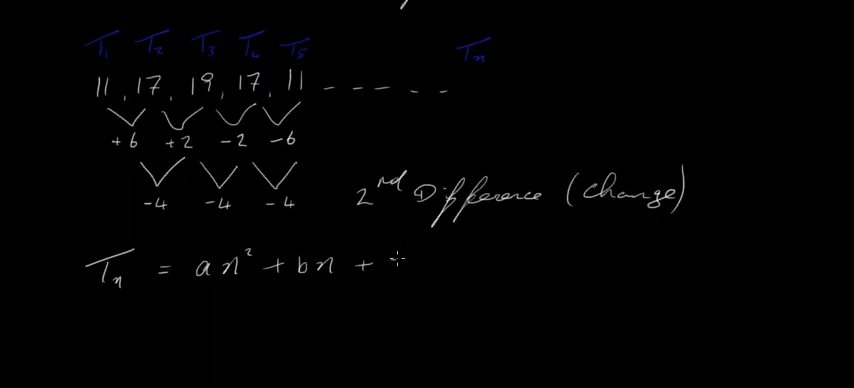 T₁ T₂ T₃ T₄ T₅ Tₙ
11, 17, 19, 17, 11 - - - - - -
+6 +2 -2 -6
-4 -4 -4 2nd Difference (Change)
Tₙ = an² + bn +